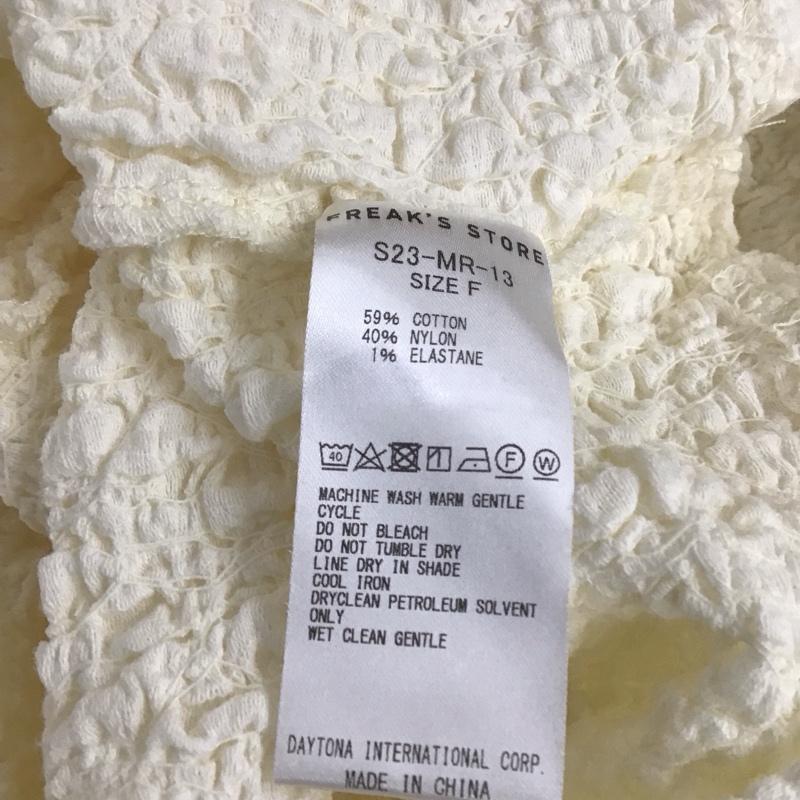 FREAK'S STORE
S23-MR-13
SIZE F
59% COTTON
40% NYLON
1% ELASTANE
40 F W
MACHINE WASH WARM GENTLE
CYCLE
DO NOT BLEACH
DO NOT TUMBLE DRY
LINE DRY IN SHADE
COOL IRON
DRYCLEAN PETROLEUM SOLVENT
ONLY
WET CLEAN GENTLE
DAYTONA INTERNATIONAL CORP.
MADE IN CHINA